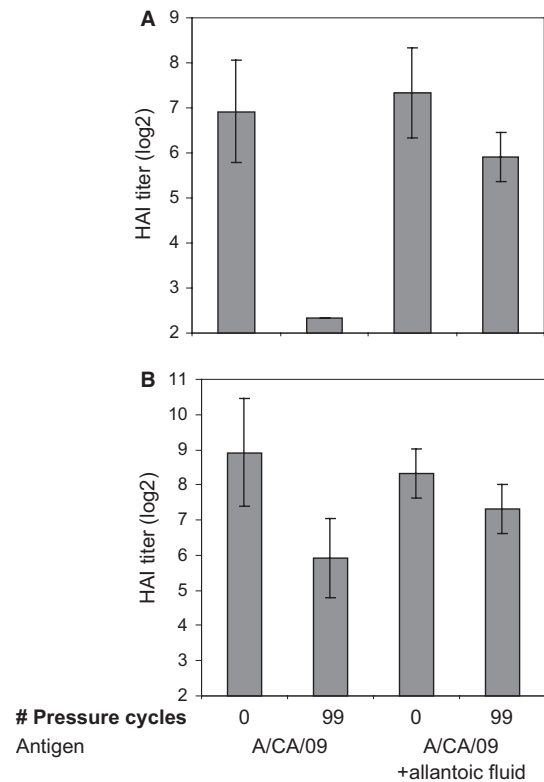 A
9
8
7
6
5
4
3
2
HAI titer (log2)
B
11
10
9
8
7
6
5
4
3
2
HAI titer (log2)
# Pressure cycles 0 99 0 99
Antigen A/CA/09 A/CA/09
+allantoic fluid